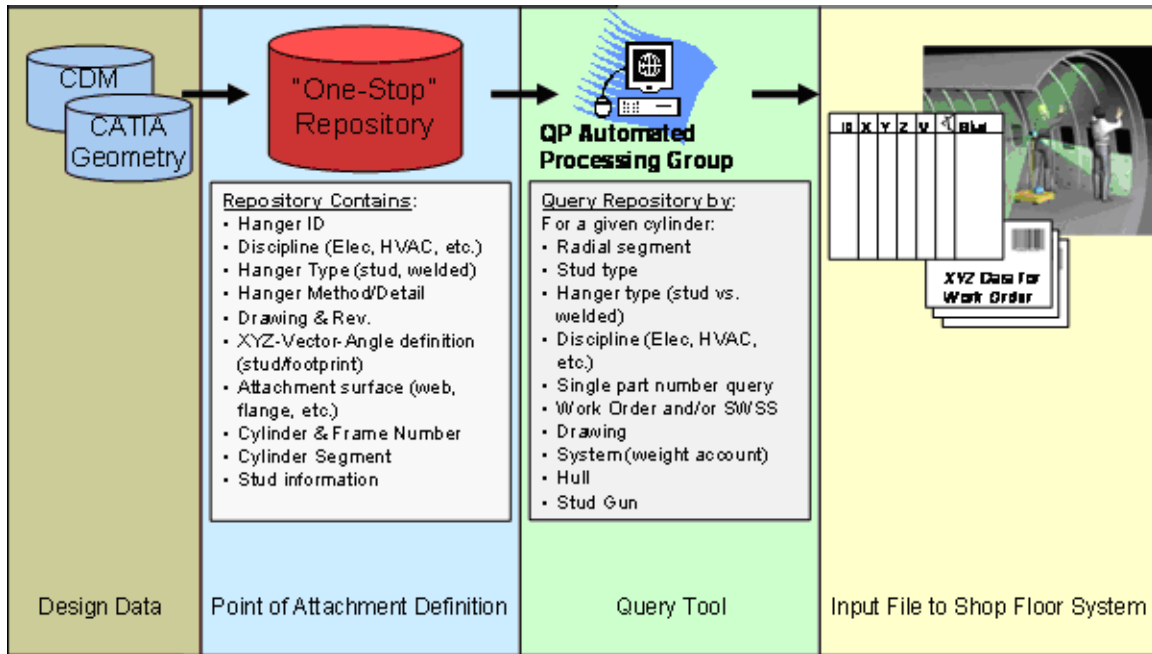 CDM
CATIA
Geometry
"One-Stop"
Repository
Repository Contains:
• Hanger ID
• Discipline (Elec, HVAC, etc.)
• Hanger Type (stud, welded)
• Hanger Method/Detail
• Drawing & Rev.
• XYZ-Vector-Angle definition
(stud/footprint)
• Attachment surface (web,
flange, etc.)
• Cylinder & Frame Number
• Cylinder Segment
• Stud information
QP Automated
Processing Group
Query Repository by:
For a given cylinder:
• Radial segment
• Stud type
• Hanger type (stud vs.
welded)
• Discipline (Elec, HVAC,
etc.)
• Single part number query
• Work Order and/or SWSS
• Drawing
• System (weight account)
• Hull
• Stud Gun
ID X Y Z V
XYZ Data For
Work Order
Design Data
Point of Attachment Definition
Query Tool
Input File to Shop Floor System